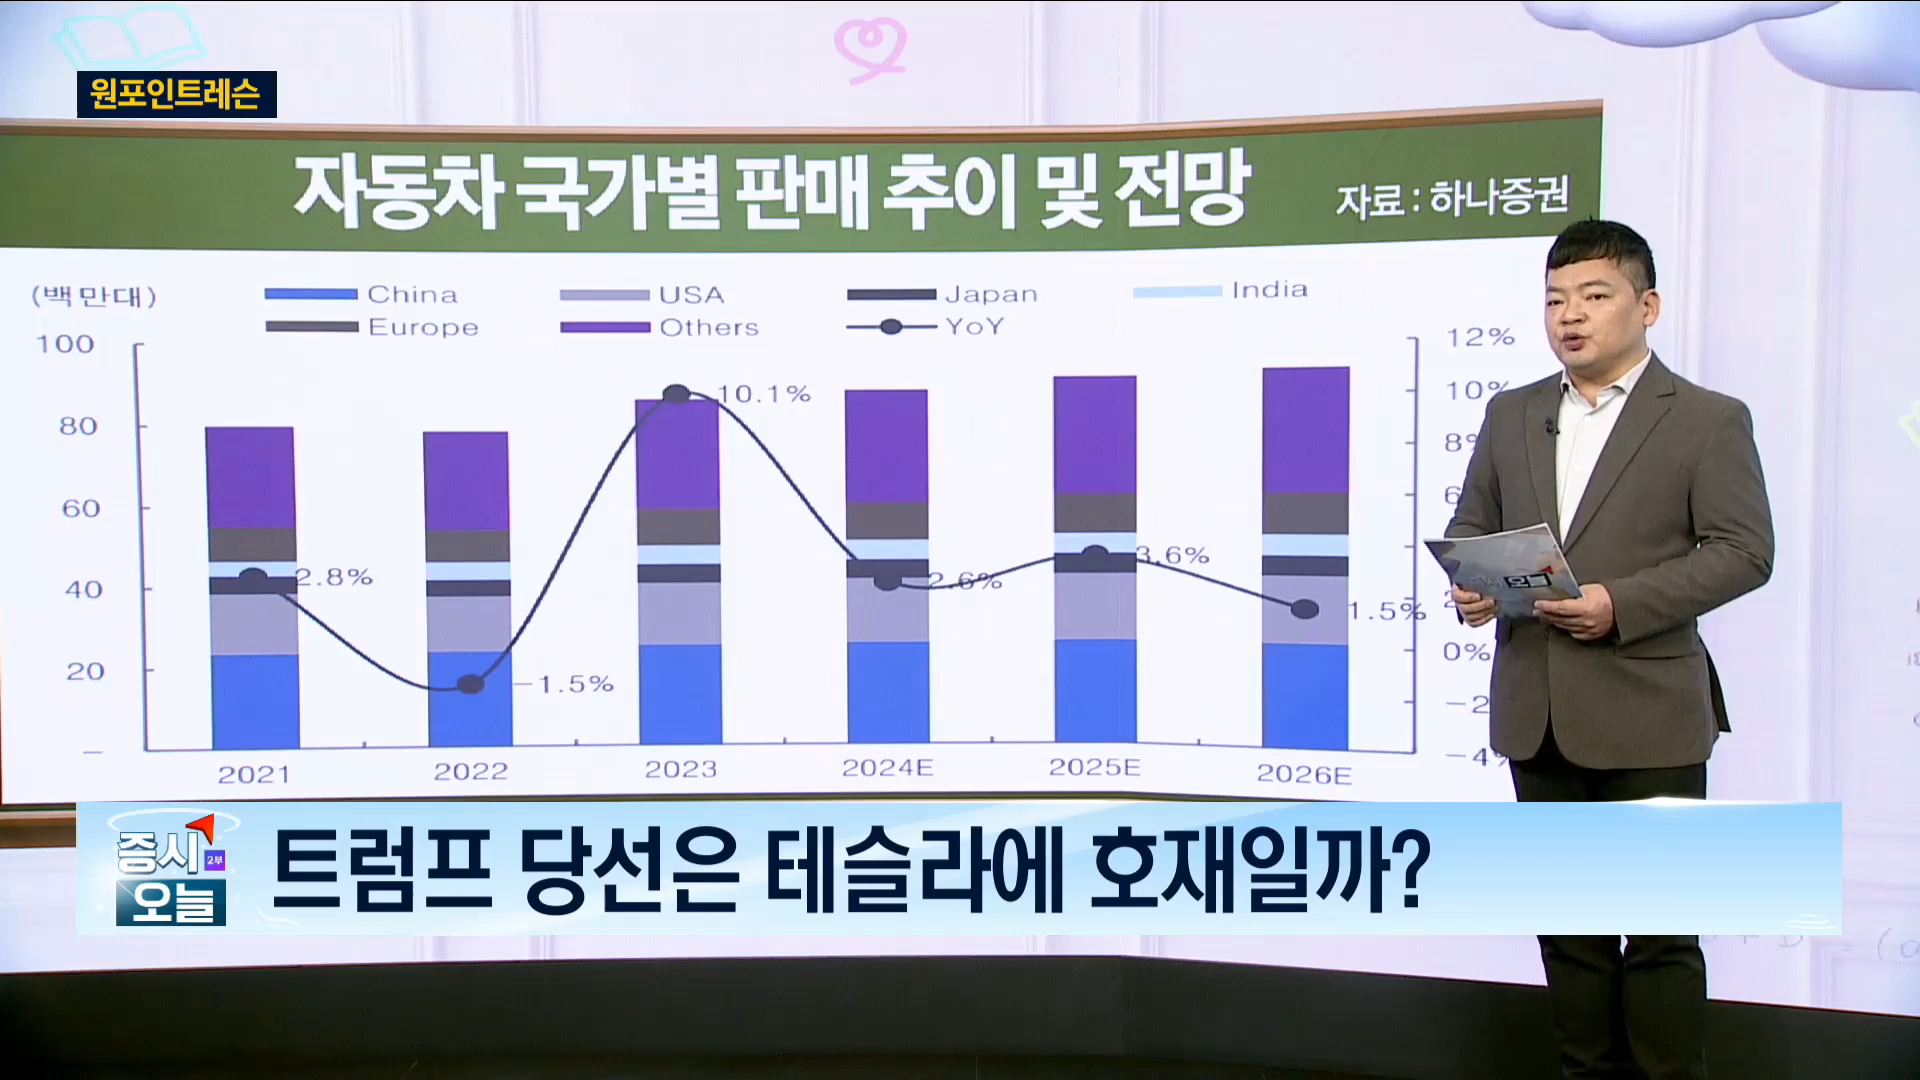 원포인트레슨
자동차 국가별 판매 추이 및 전망
자료 : 하나증권
(백만대)
China USA Japan India
Europe Others YoY
100
80
60
40
20
–
12%
10%
0%
2.8%
-1.5%
10.1%
2.6%
3.6%
1.5%
2021 2022 2023 2024E 2025E 2026E
오늘
증시 2부
오늘
트럼프 당선은 테슬라에 호재일까?